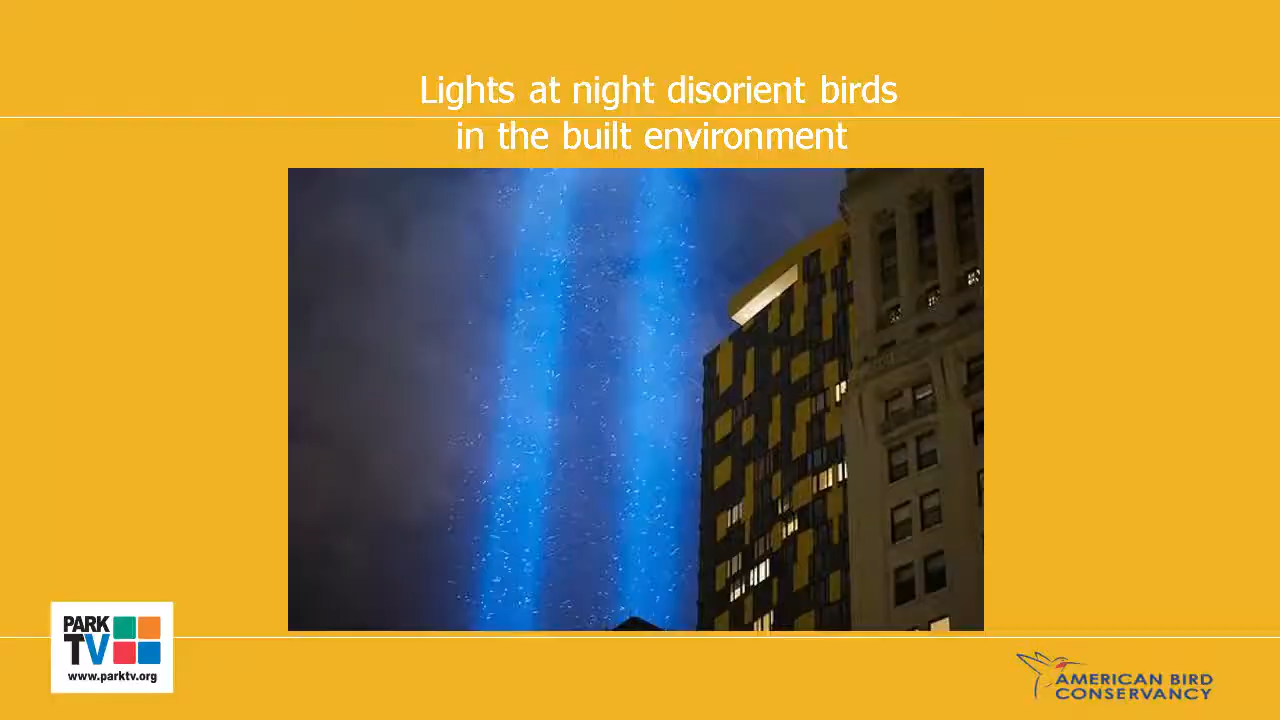 Lights at night disorient birds
in the built environment
PARK
TV
www.parktv.org
AMERICAN BIRD
CONSERVANCY